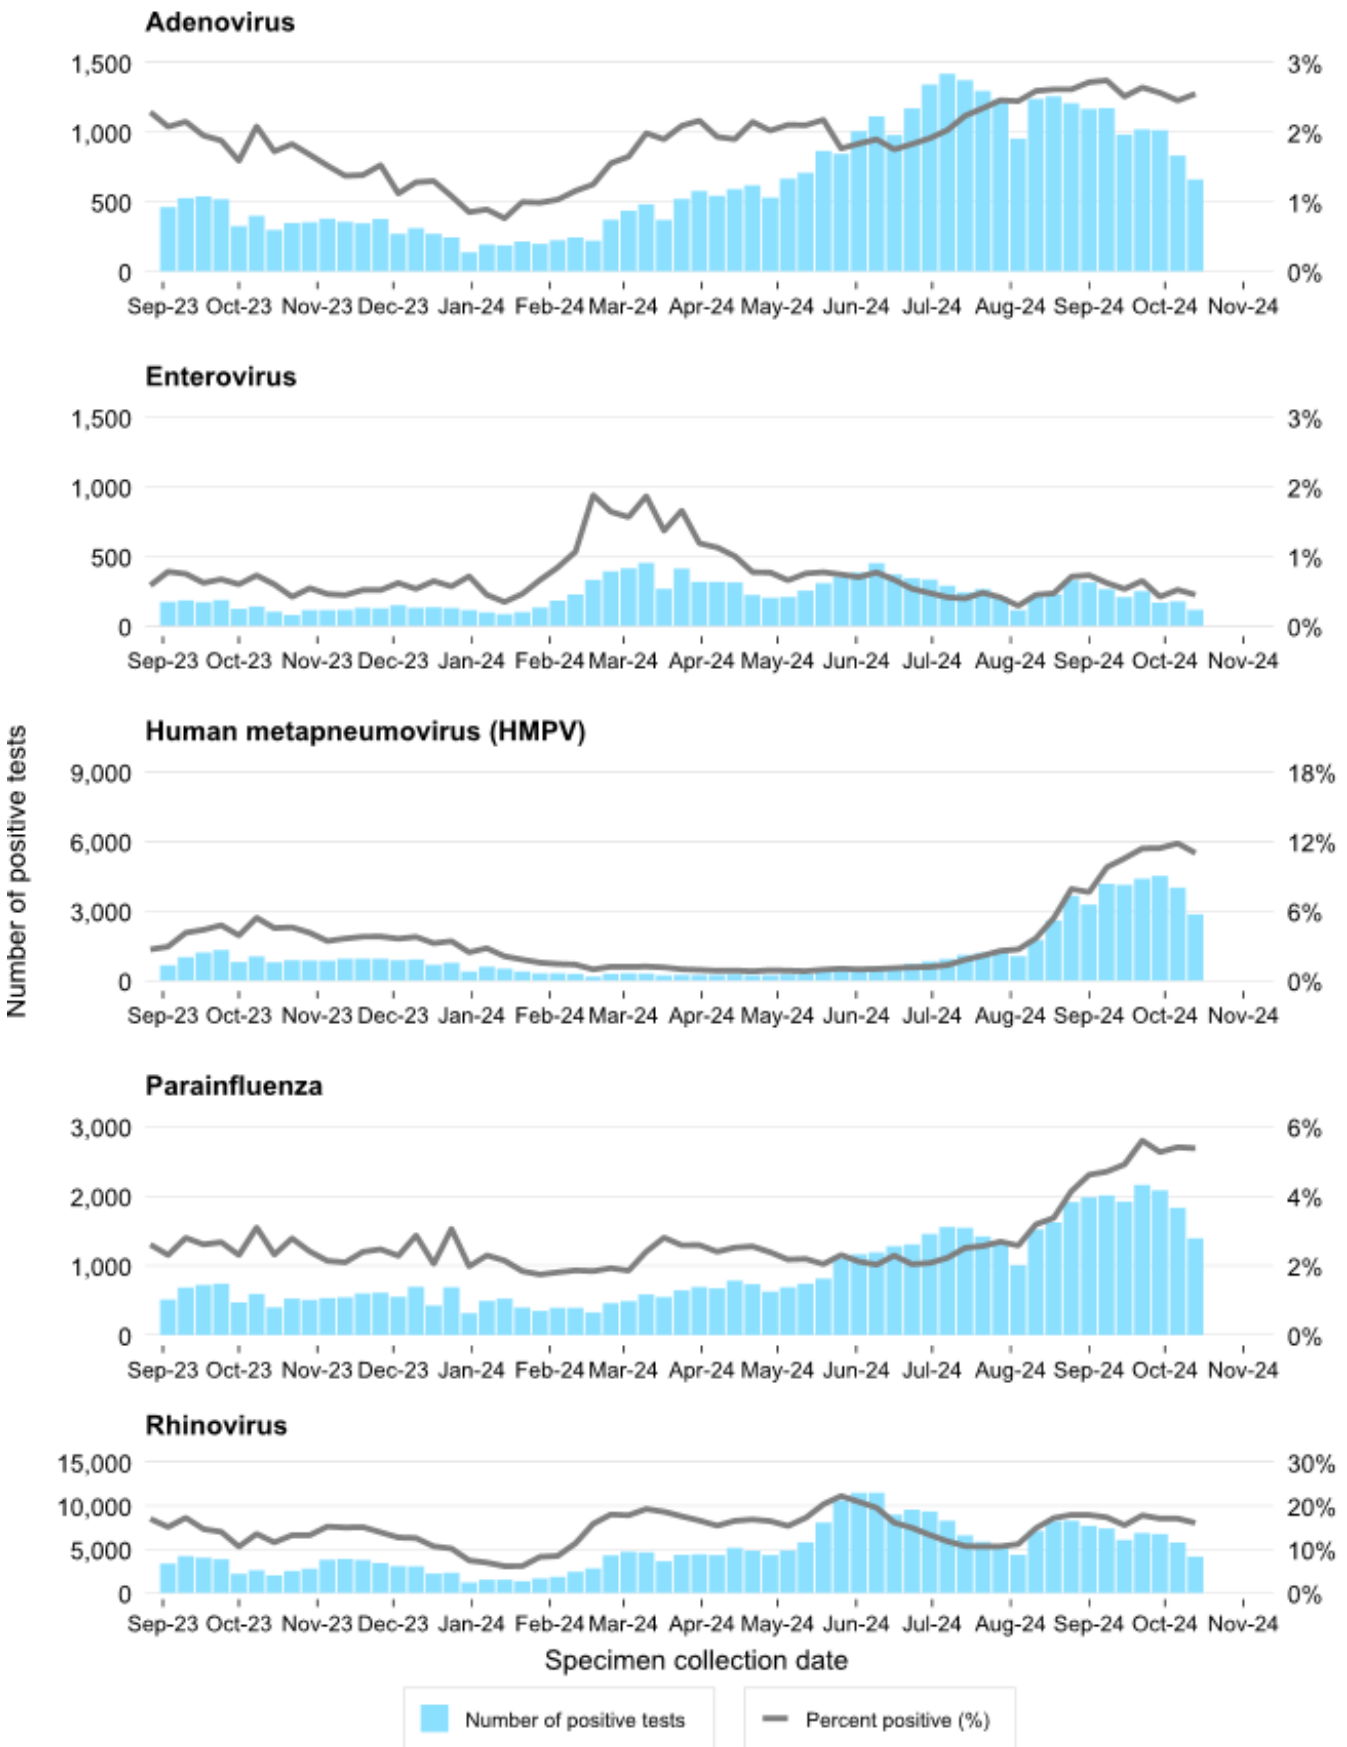 Adenovirus
1,500 3%
1,000 2%
500 1%
0 0%
Sep-23 Oct-23 Nov-23 Dec-23 Jan-24 Feb-24 Mar-24 Apr-24 May-24 Jun-24 Jul-24 Aug-24 Sep-24 Oct-24 Nov-24
Enterovirus
1,500 3%
1,000 2%
500 1%
0 0%
Sep-23 Oct-23 Nov-23 Dec-23 Jan-24 Feb-24 Mar-24 Apr-24 May-24 Jun-24 Jul-24 Aug-24 Sep-24 Oct-24 Nov-24
Number of positive tests
Human metapneumovirus (HMPV)
9,000 18%
6,000 12%
3,000 6%
0 0%
Sep-23 Oct-23 Nov-23 Dec-23 Jan-24 Feb-24 Mar-24 Apr-24 May-24 Jun-24 Jul-24 Aug-24 Sep-24 Oct-24 Nov-24
Parainfluenza
3,000 6%
2,000 4%
1,000 2%
0 0%
Sep-23 Oct-23 Nov-23 Dec-23 Jan-24 Feb-24 Mar-24 Apr-24 May-24 Jun-24 Jul-24 Aug-24 Sep-24 Oct-24 Nov-24
Rhinovirus
15,000 30%
10,000 20%
5,000 10%
0 0%
Sep-23 Oct-23 Nov-23 Dec-23 Jan-24 Feb-24 Mar-24 Apr-24 May-24 Jun-24 Jul-24 Aug-24 Sep-24 Oct-24 Nov-24
Specimen collection date
Number of positive tests Percent positive (%)